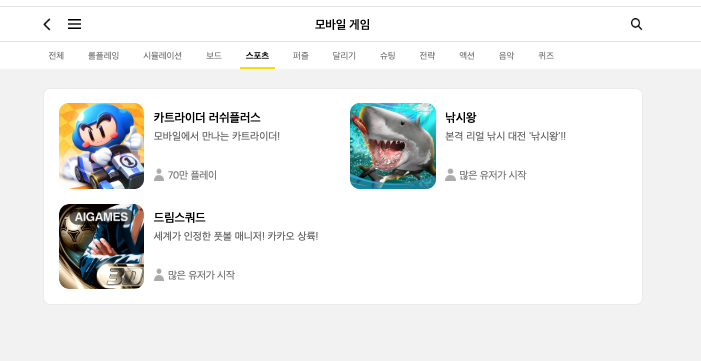 모바일 게임
전체 롤플레잉 시뮬레이션 보드 스포츠 퍼즐 달리기 슈팅 전략 액션 음악 퀴즈
카트라이더 러쉬플러스
모바일에서 만나는 카트라이더!
70만 플레이
낚시왕
본격 리얼 낚시 대전 '낚시왕'!!
많은 유저가 시작
AIGAMES
3D
드림스쿼드
세계가 인정한 풋볼 매니저! 카카오 상륙!
많은 유저가 시작